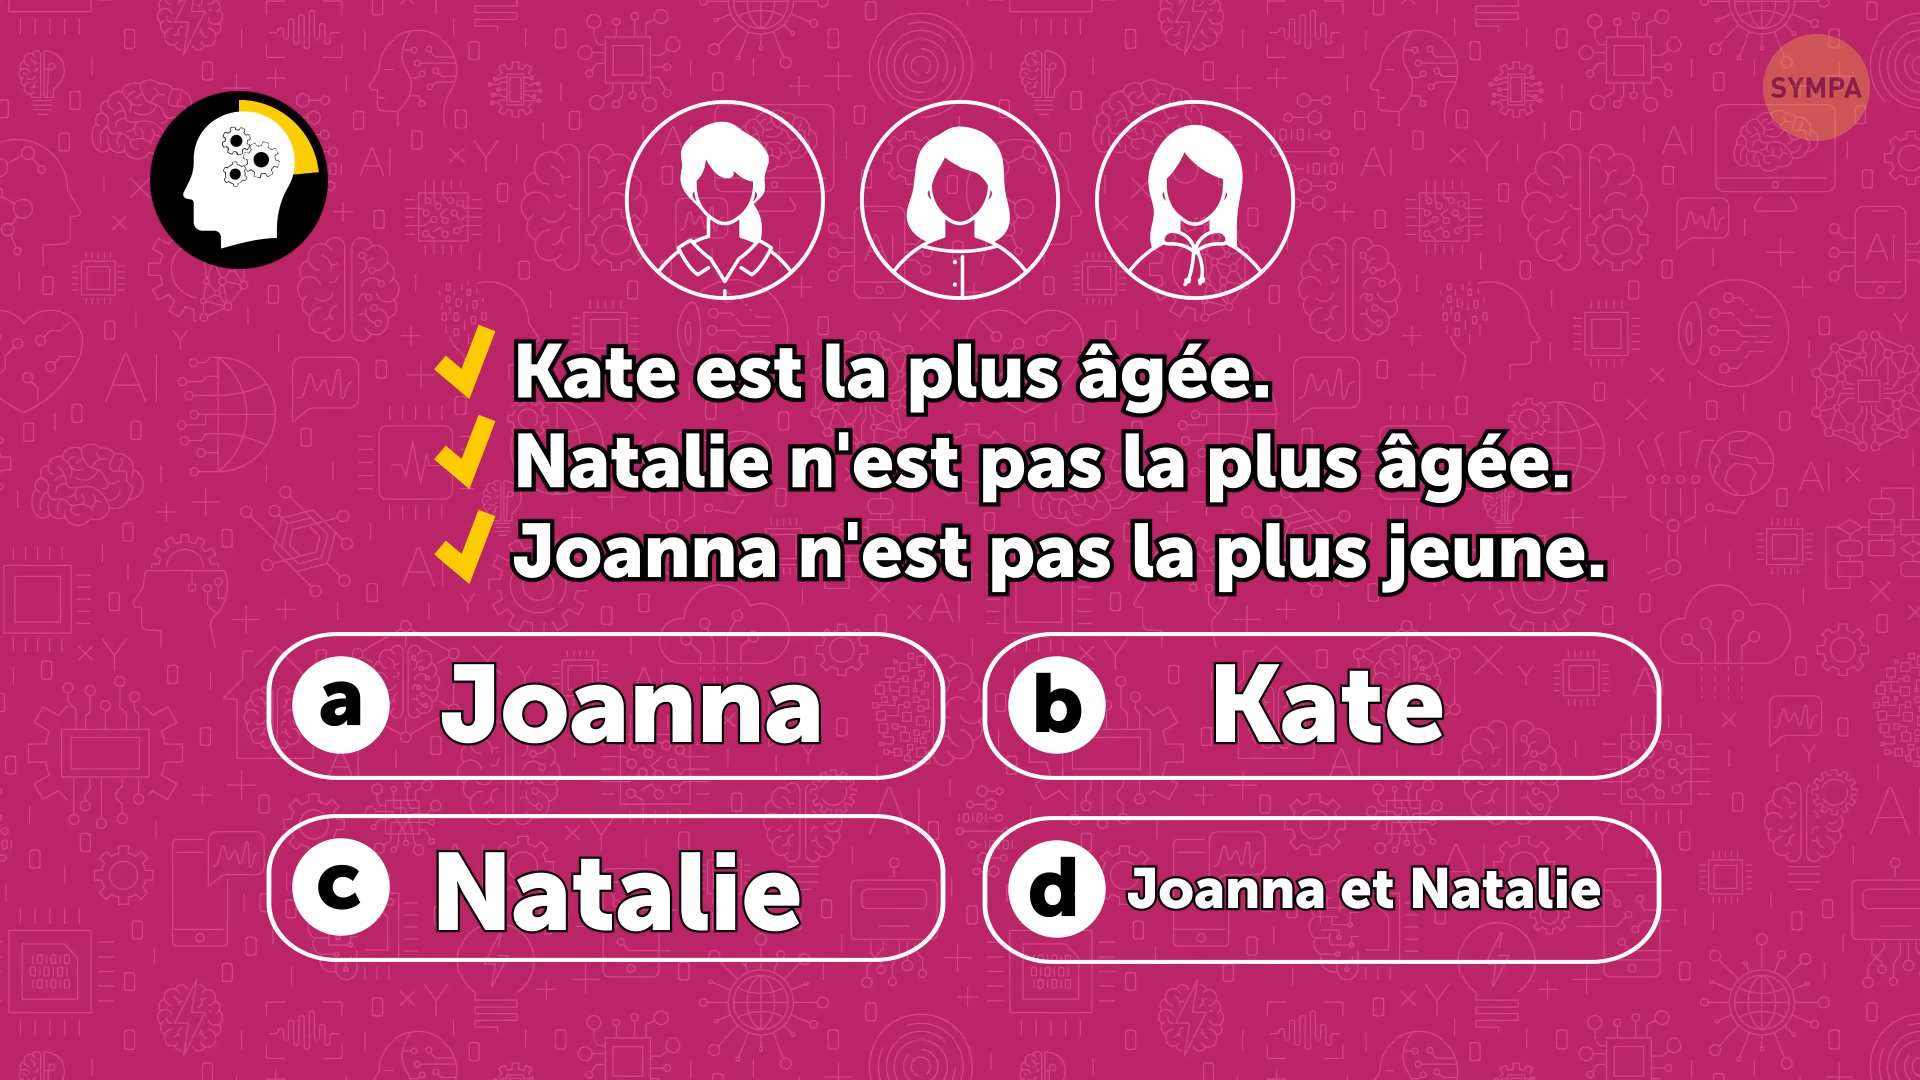 SYMPA
Kate est la plus âgée.
Natalie n'est pas la plus âgée.
Joanna n'est pas la plus jeune.
a Joanna
b Kate
c Natalie
d Joanna et Natalie